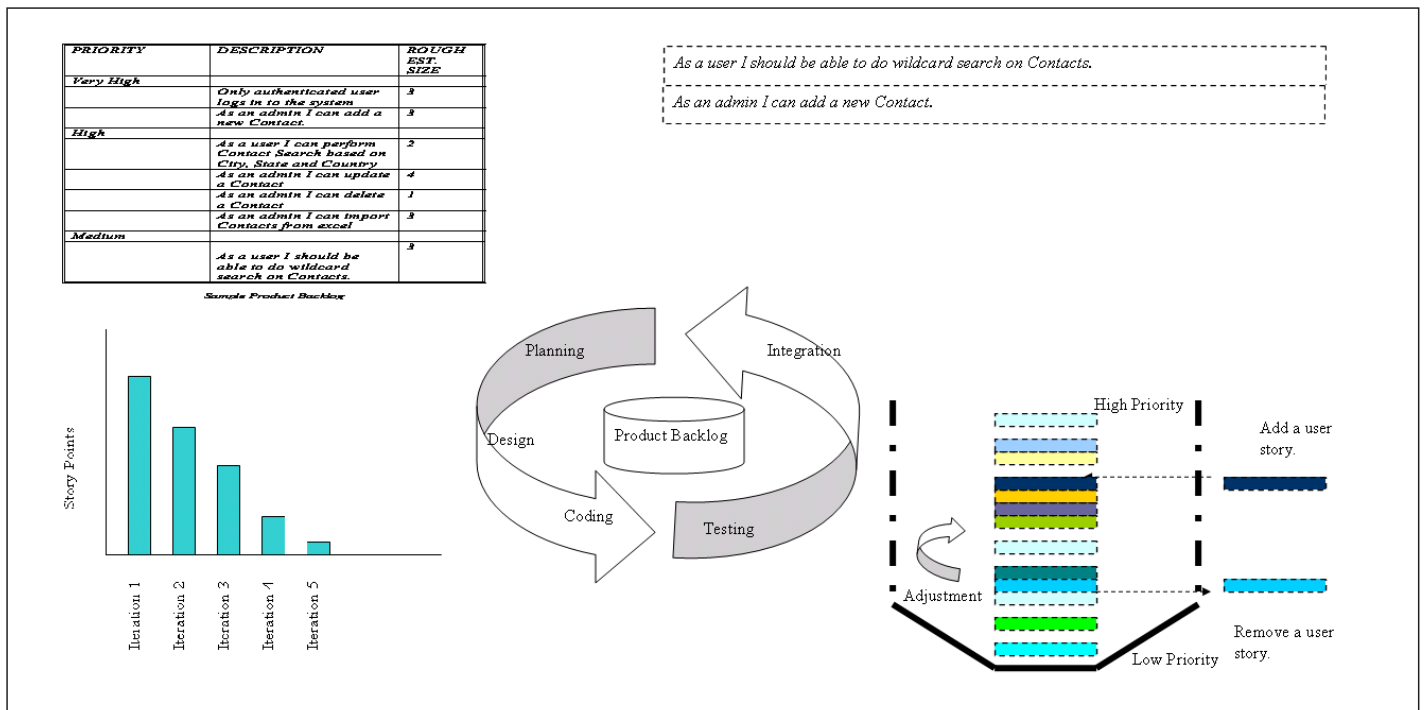 PRIORITY DESCRIPTION ROUGH
EST.
SIZE
Very High
Only authenticated user 3
logs in to the system
As an admin I can add a 3
new Contact.
High
As a user I can perform 2
Contact Search based on
City, State and Country
As an admin I can update 4
a Contact
As an admin I can delete 1
a Contact
As an admin I can import 3
Contacts from excel
Medium
3
As a user I should be
able to do wildcard
search on Contacts.
Sample Product Backlog
As a user I should be able to do wildcard search on Contacts.
As an admin I can add a new Contact.
Story Points
Iteration 1
Iteration 2
Iteration 3
Iteration 4
Iteration 5
Planning
Integration
Design
Product Backlog
Coding
Testing
High Priority
Add a user
story.
Adjustment
Remove a user
story.
Low Priority